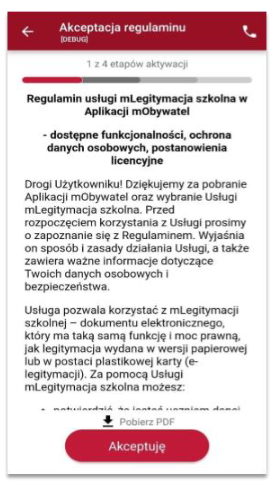 Akceptacja regulaminu
[DEBUG]
1 z 4 etapów aktywacji
Regulamin usługi mLegitymacja szkolna w
Aplikacji mObywatel
- dostępne funkcjonalności, ochrona
danych osobowych, postanowienia
licencyjne
Drogi Użytkowniku! Dziękujemy za pobranie
Aplikacji mObywatel oraz wybranie Usługi
mLegitymacja szkolna. Przed
rozpoczęciem korzystania z Usługi prosimy
o zapoznanie się z Regulaminem. Wyjaśnia
on sposób i zasady działania Usługi, a także
zawiera ważne informacje dotyczące
Twoich danych osobowych i
bezpieczeństwa.
Usługa pozwala korzystać z mLegitymacji
szkolnej – dokumentu elektronicznego,
który ma taką samą funkcję i moc prawną,
jak legitymacja wydana w wersji papierowej
lub w postaci plastikowej karty (e-
legitymacji). Za pomocą Usługi
mLegitymacja szkolna możesz:
• potwierdzić, że jesteś uczniem danej
Pobierz PDF
Akceptuję